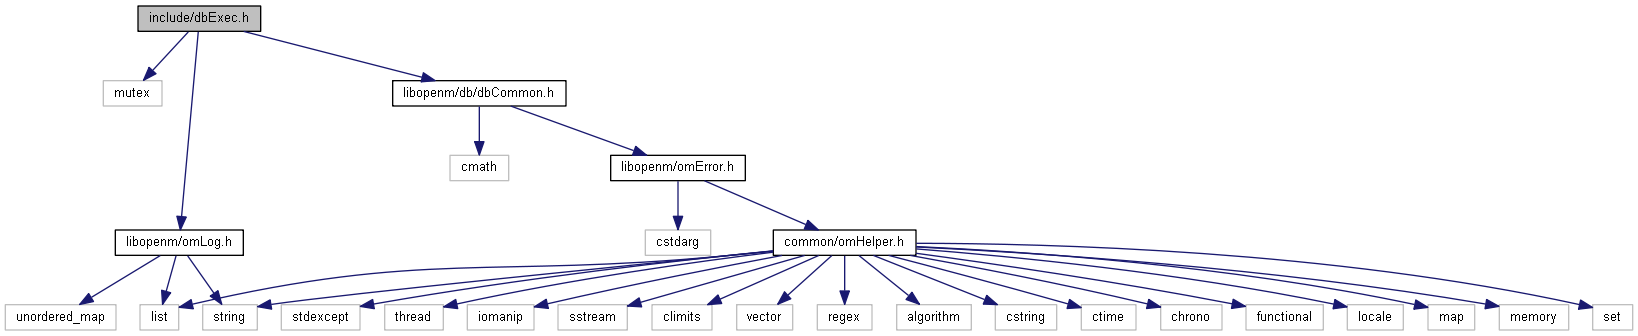 include/dbExec.h
mutex
libopenm/db/dbCommon.h
cmath
libopenm/omError.h
libopenm/omLog.h
cstdarg
common/omHelper.h
unordered_map
list
string
stdexcept
thread
iomanip
sstream
climits
vector
regex
algorithm
cstring
ctime
chrono
functional
locale
map
memory
set